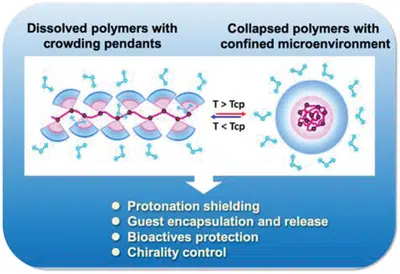 Dissolved polymers with
crowding pendants
Collapsed polymers with
confined microenvironment
T > Tcp
T < Tcp
Protonation shielding
Guest encapsulation and release
Bioactives protection
Chirality control